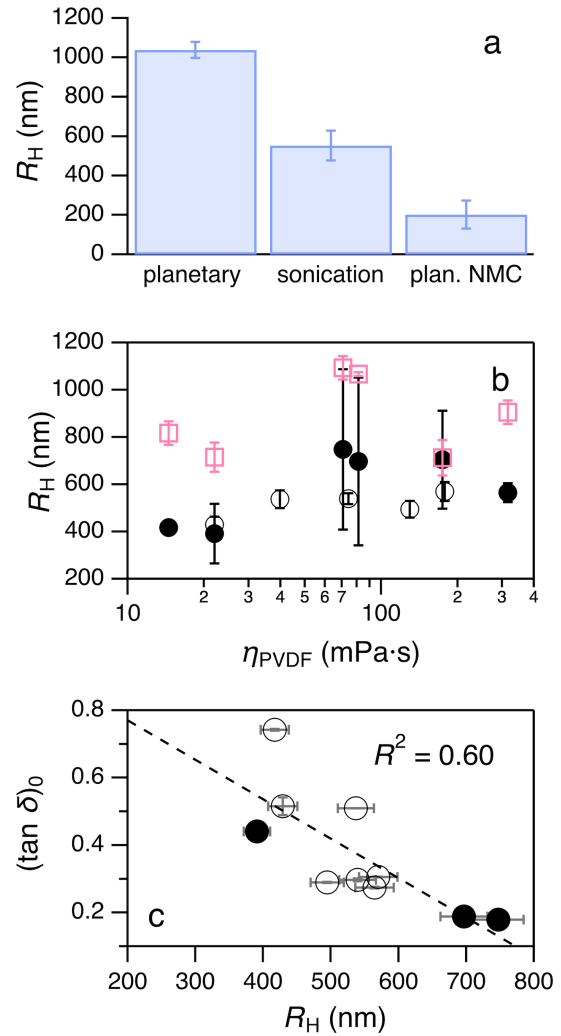 1200
1000
800
600
400
200
0
R_H (nm)
a
planetary sonication plan. NMC
1200
1000
800
600
400
200
R_H (nm)
b
10 2 3 4 5 6 7 100 2 3 4
η_PVDF (mPa·s)
0.8
0.6
0.4
0.2
(tan δ)_0
R² = 0.60
c
200 300 400 500 600 700 800
R_H (nm)